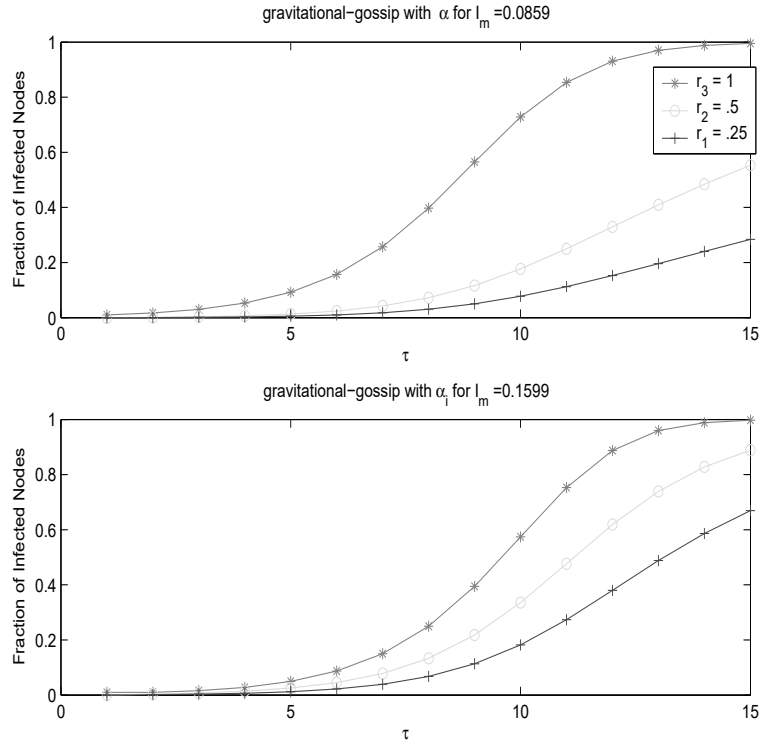 gravitational-gossip with α for I_m =0.0859
Fraction of Infected Nodes
1
0.8
0.6
0.4
0.2
0
0 5 10 15
τ
r_3 = 1
r_2 = .5
r_1 = .25
gravitational-gossip with α_i for I_m =0.1599
Fraction of Infected Nodes
1
0.8
0.6
0.4
0.2
0
0 5 10 15
τ